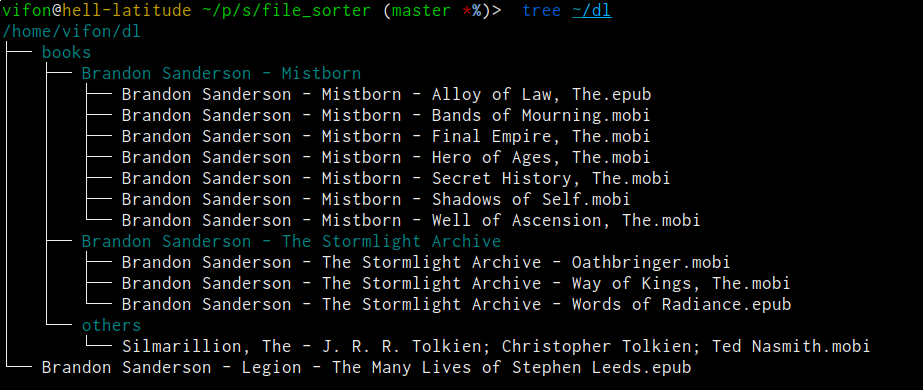 vifon@hell-latitude ~/p/s/file_sorter (master *%)> tree ~/dl
/home/vifon/dl
├── books
│   ├── Brandon Sanderson - Mistborn
│   │   ├── Brandon Sanderson - Mistborn - Alloy of Law, The.epub
│   │   ├── Brandon Sanderson - Mistborn - Bands of Mourning.mobi
│   │   ├── Brandon Sanderson - Mistborn - Final Empire, The.mobi
│   │   ├── Brandon Sanderson - Mistborn - Hero of Ages, The.mobi
│   │   ├── Brandon Sanderson - Mistborn - Secret History, The.mobi
│   │   ├── Brandon Sanderson - Mistborn - Shadows of Self.mobi
│   │   └── Brandon Sanderson - Mistborn - Well of Ascension, The.mobi
│   ├── Brandon Sanderson - The Stormlight Archive
│   │   ├── Brandon Sanderson - The Stormlight Archive - Oathbringer.mobi
│   │   ├── Brandon Sanderson - The Stormlight Archive - Way of Kings, The.mobi
│   │   └── Brandon Sanderson - The Stormlight Archive - Words of Radiance.epub
│   └── others
│       └── Silmarillion, The - J. R. R. Tolkien; Christopher Tolkien; Ted Nasmith.mobi
└── Brandon Sanderson - Legion - The Many Lives of Stephen Leeds.epub